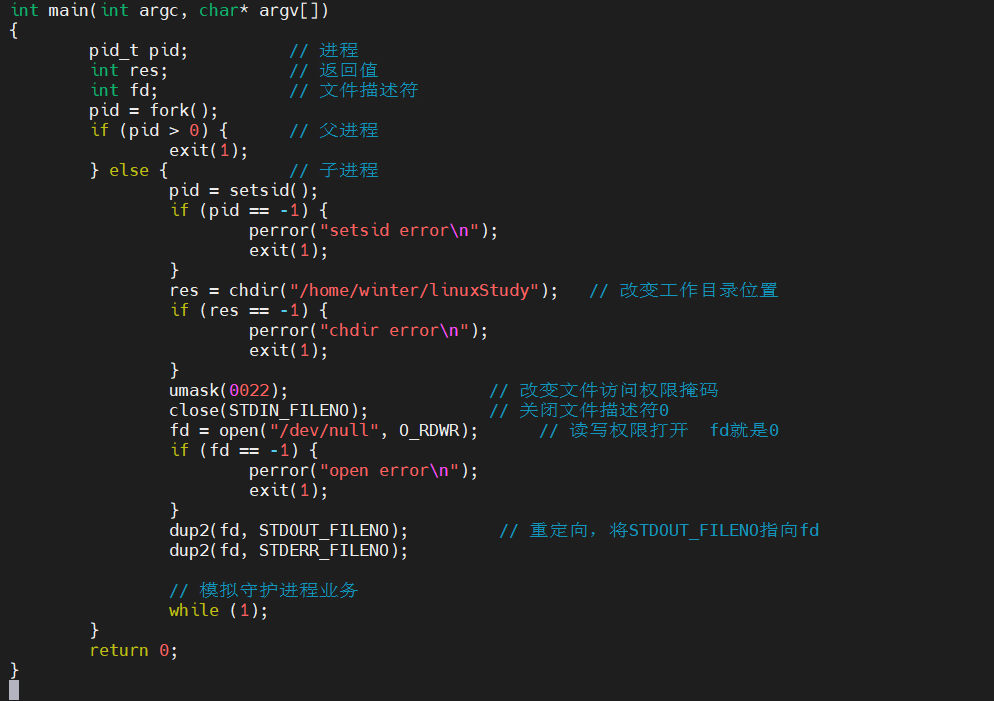 int main(int argc, char* argv[])
{
        pid_t pid;          // 进程
        int res;            // 返回值
        int fd;             // 文件描述符
        pid = fork();
        if (pid > 0) {      // 父进程
                exit(1);
        } else {            // 子进程
                pid = setsid();
                if (pid == -1) {
                        perror("setsid error\n");
                        exit(1);
                }
                res = chdir("/home/winter/linuxStudy");   // 改变工作目录位置
                if (res == -1) {
                        perror("chdir error\n");
                        exit(1);
                }
                umask(0022);                    // 改变文件访问权限掩码
                close(STDIN_FILENO);            // 关闭文件描述符0
                fd = open("/dev/null", O_RDWR);      // 读写权限打开  fd就是0
                if (fd == -1) {
                        perror("open error\n");
                        exit(1);
                }
                dup2(fd, STDOUT_FILENO);         // 重定向，将STDOUT_FILENO指向fd
                dup2(fd, STDERR_FILENO);

                // 模拟守护进程业务
                while (1);
        }
        return 0;
}